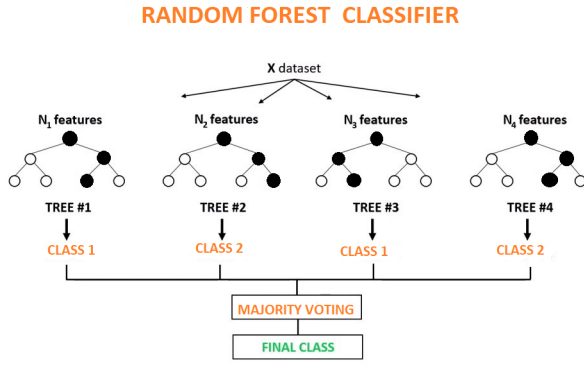 RANDOM FOREST CLASSIFIER
X dataset
N₁ features
N₂ features
N₃ features
N₄ features
TREE #1
TREE #2
TREE #3
TREE #4
CLASS 1
CLASS 2
CLASS 1
CLASS 2
MAJORITY VOTING
FINAL CLASS